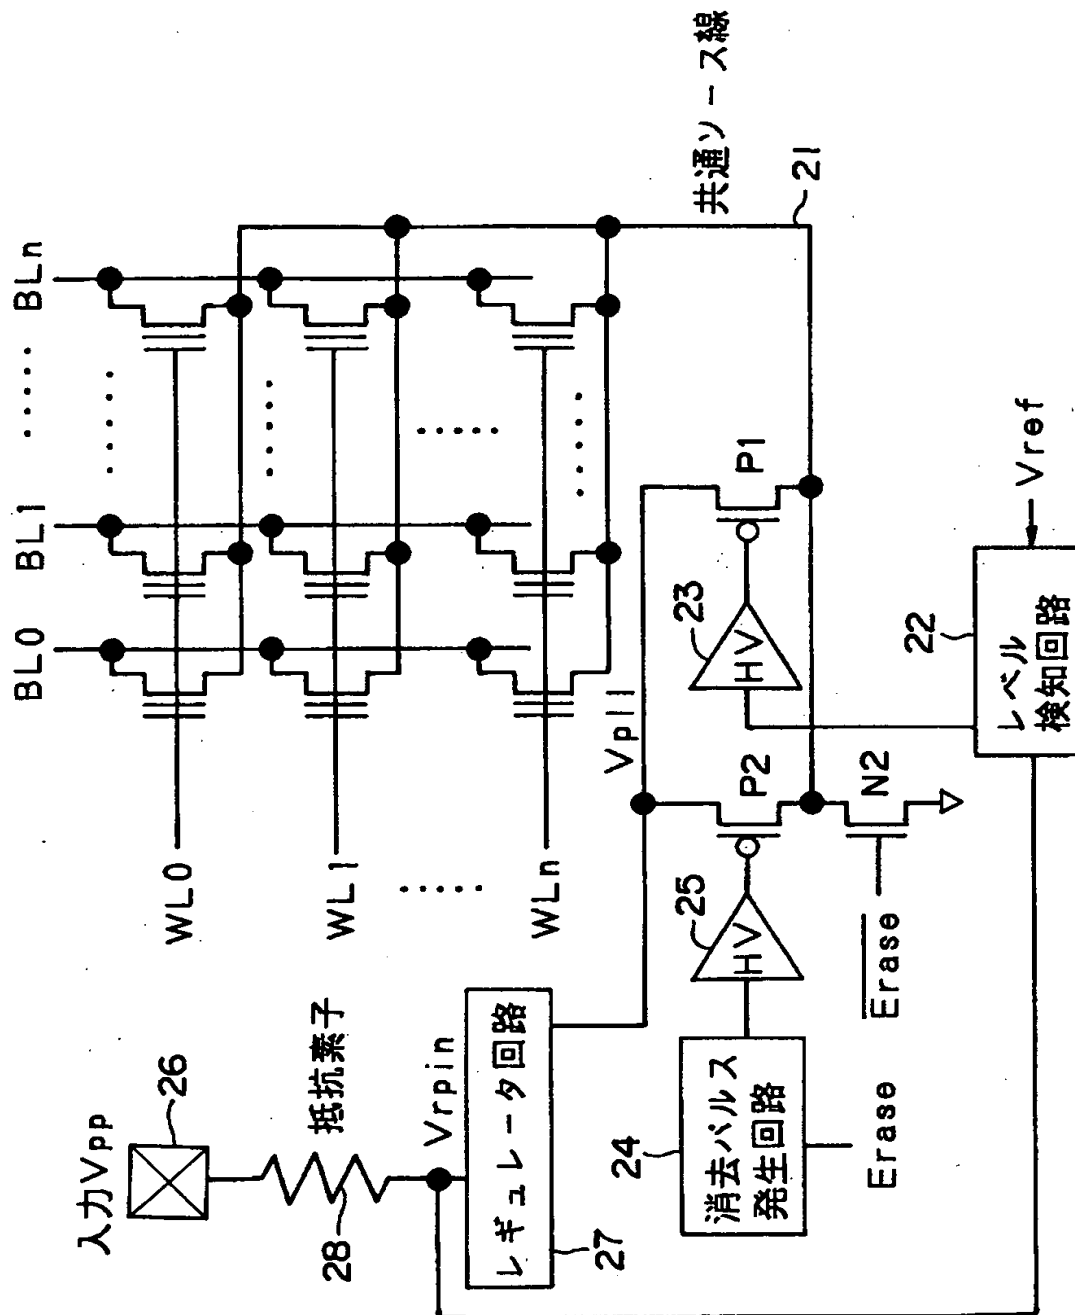 入力Vpp
26
抵抗素子
28
Vrpin
レギュレータ回路
27
BL0
BL1
.....
BLn
WL0
WL1
.....
WLn
共通ソース線
21
Vpll
P2
P1
HV
23
HV
25
N2
24
消去パルス
発生回路
Erase
Erase
22
レベル
検知回路
Vref